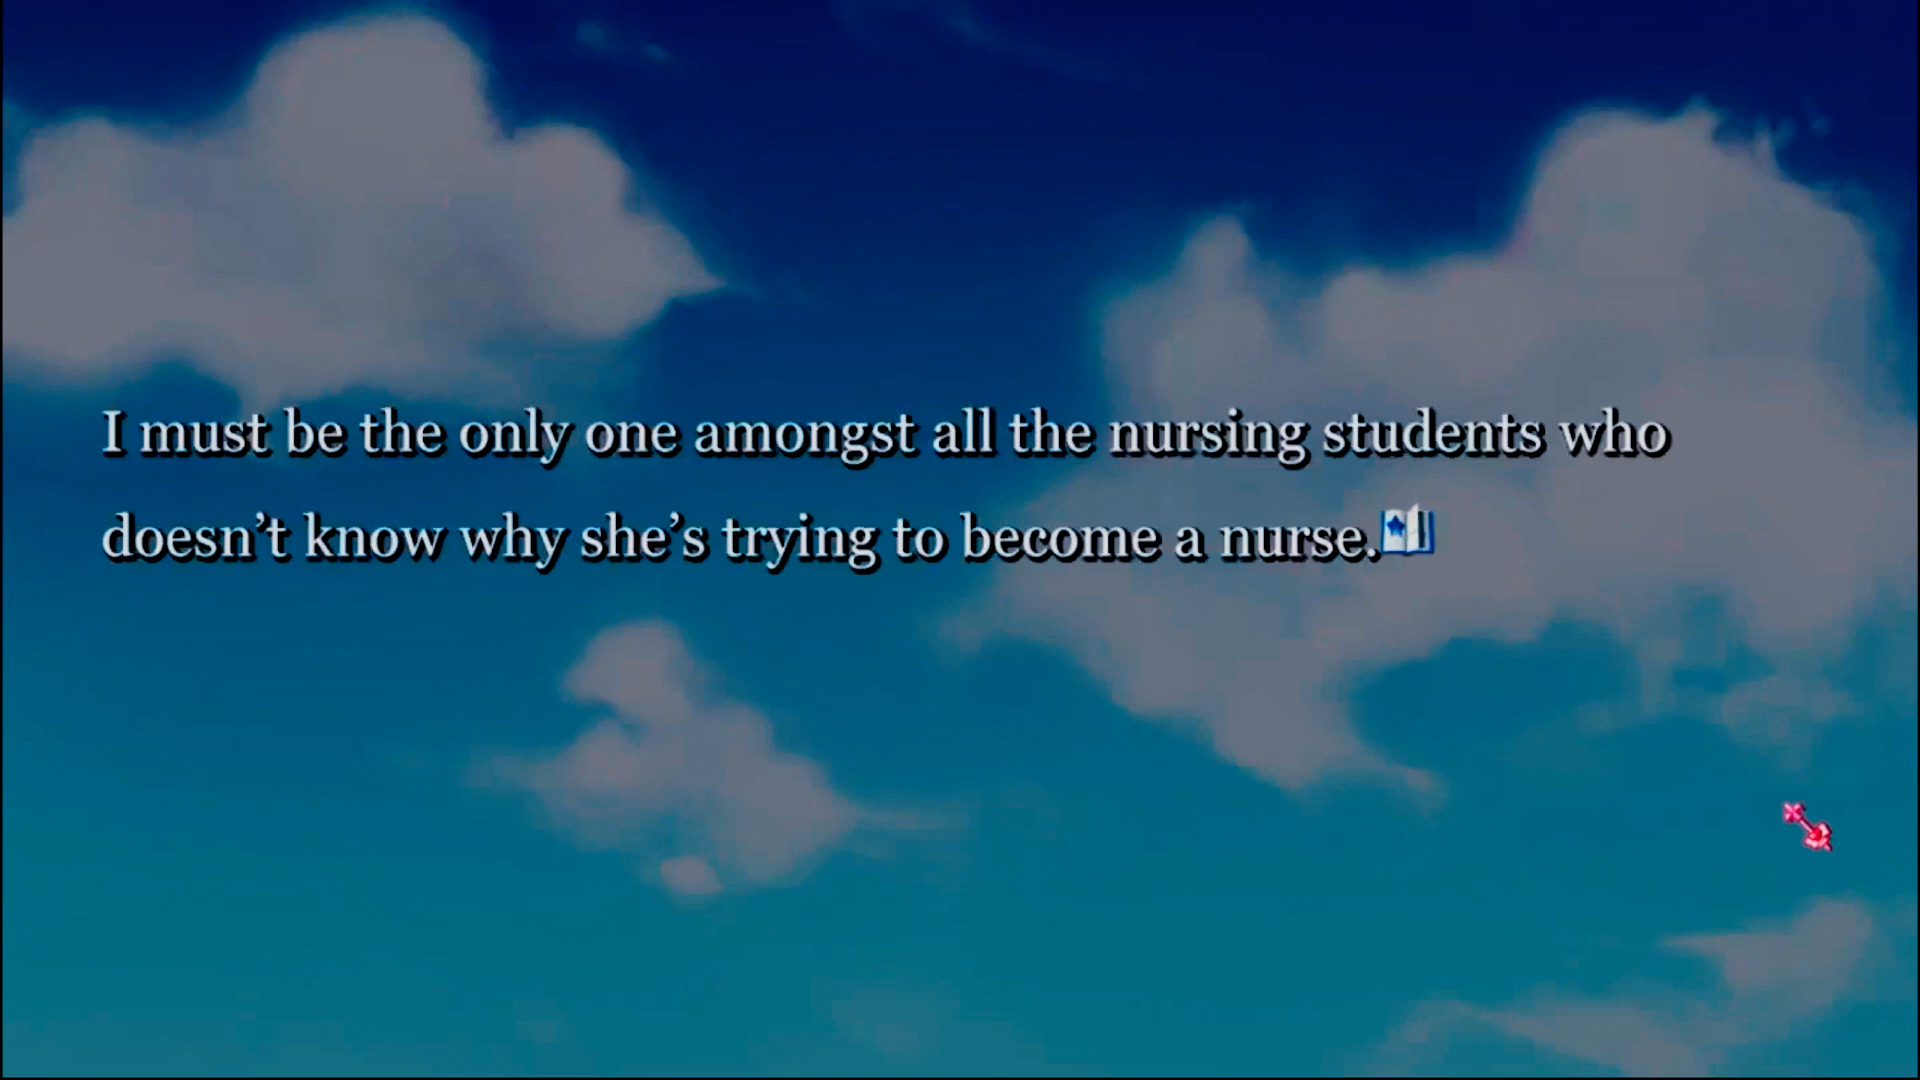 I must be the only one amongst all the nursing students who
doesn’t know why she’s trying to become a nurse.